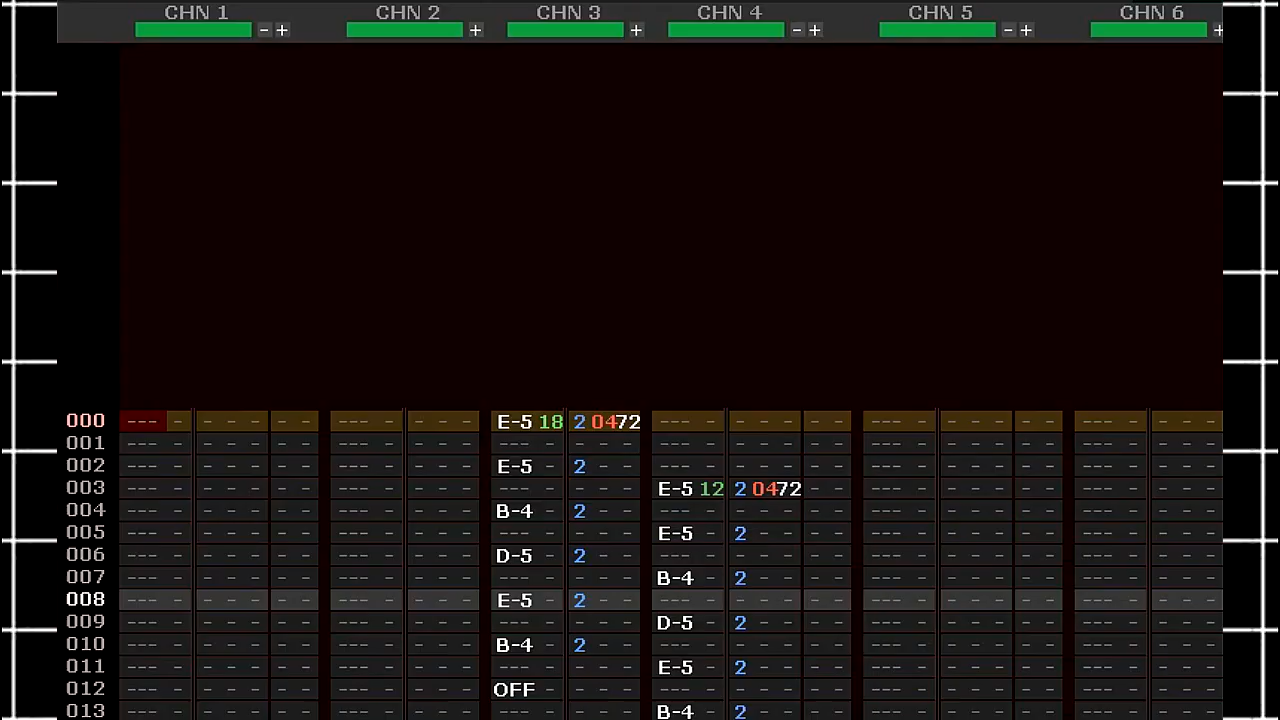 CHN 1 CHN 2 CHN 3 CHN 4 CHN 5 CHN 6
- + + + - + - + +
000 --- - - - - - - --- - - - - E-5 18 2 0472 --- - - - - - - --- - - - - - - --- - - - -
001 --- - - - - - - --- - - - - --- - - - - --- - - - - - - --- - - - - - - --- - - - -
002 --- - - - - - - --- - - - - E-5 - 2 - - --- - - - - - - --- - - - - - - --- - - - -
003 --- - - - - - - --- - - - - --- - - - - E-5 12 2 0472 - - --- - - - - - - --- - - - -
004 --- - - - - - - --- - - - - B-4 - 2 - - --- - - - - - - --- - - - - - - --- - - - -
005 --- - - - - - - --- - - - - --- - - - - E-5 - 2 - - - - --- - - - - - - --- - - - -
006 --- - - - - - - --- - - - - D-5 - 2 - - --- - - - - - - --- - - - - - - --- - - - -
007 --- - - - - - - --- - - - - --- - - - - B-4 - 2 - - - - --- - - - - - - --- - - - -
008 --- - - - - - - --- - - - - E-5 - 2 - - --- - - - - - - --- - - - - - - --- - - - -
009 --- - - - - - - --- - - - - --- - - - - D-5 - 2 - - - - --- - - - - - - --- - - - -
010 --- - - - - - - --- - - - - B-4 - 2 - - --- - - - - - - --- - - - - - - --- - - - -
011 --- - - - - - - --- - - - - --- - - - - E-5 - 2 - - - - --- - - - - - - --- - - - -
012 --- - - - - - - --- - - - - OFF - - - - --- - - - - - - --- - - - - - - --- - - - -
013 --- - - - - - - --- - - - - --- - - - - B-4 - 2 - - - - --- - - - - - - --- - - - -